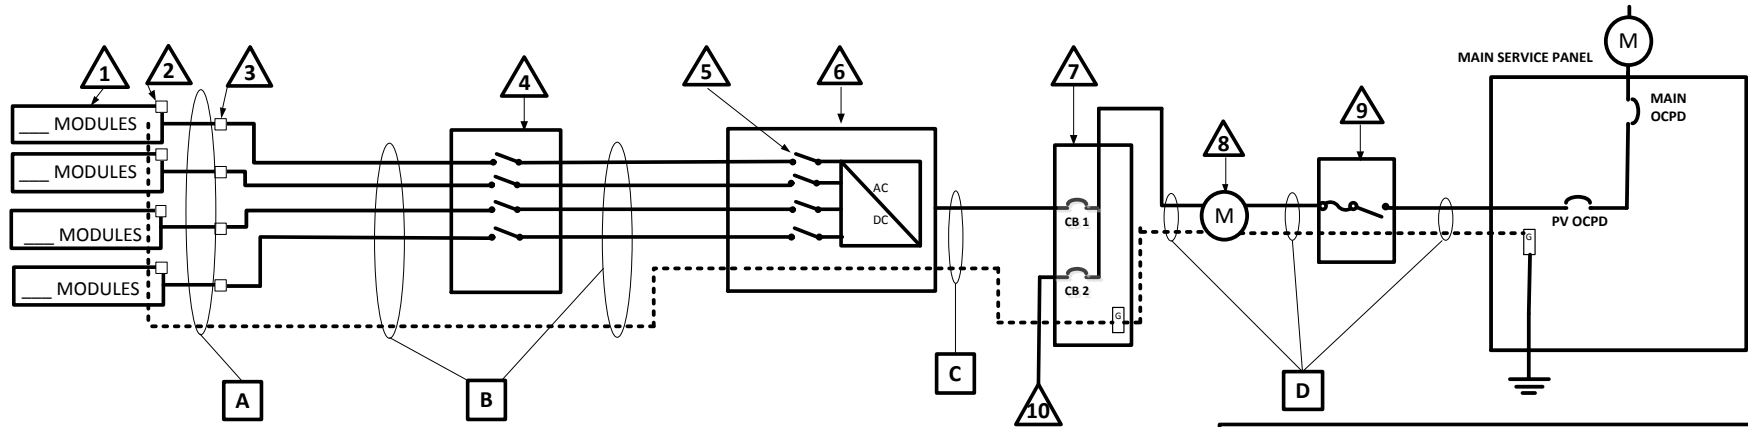 M
MAIN SERVICE PANEL
1
2
3
4
5
6
7
8
9
MAIN
OCPD
___ MODULES
___ MODULES
___ MODULES
___ MODULES
AC
DC
CB 1
M
PV OCPD
G
CB 2
G
A
B
C
D
10